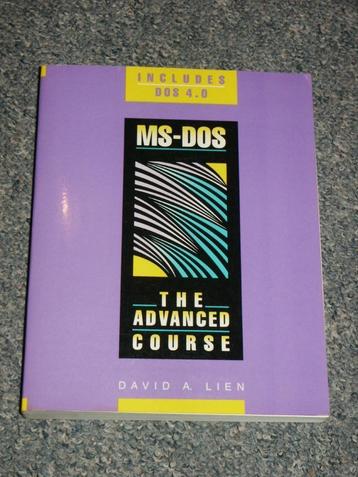 INCLUDES
DOS 4.0
MS-DOS
THE
ADVANCED
COURSE
DAVID A. LIEN